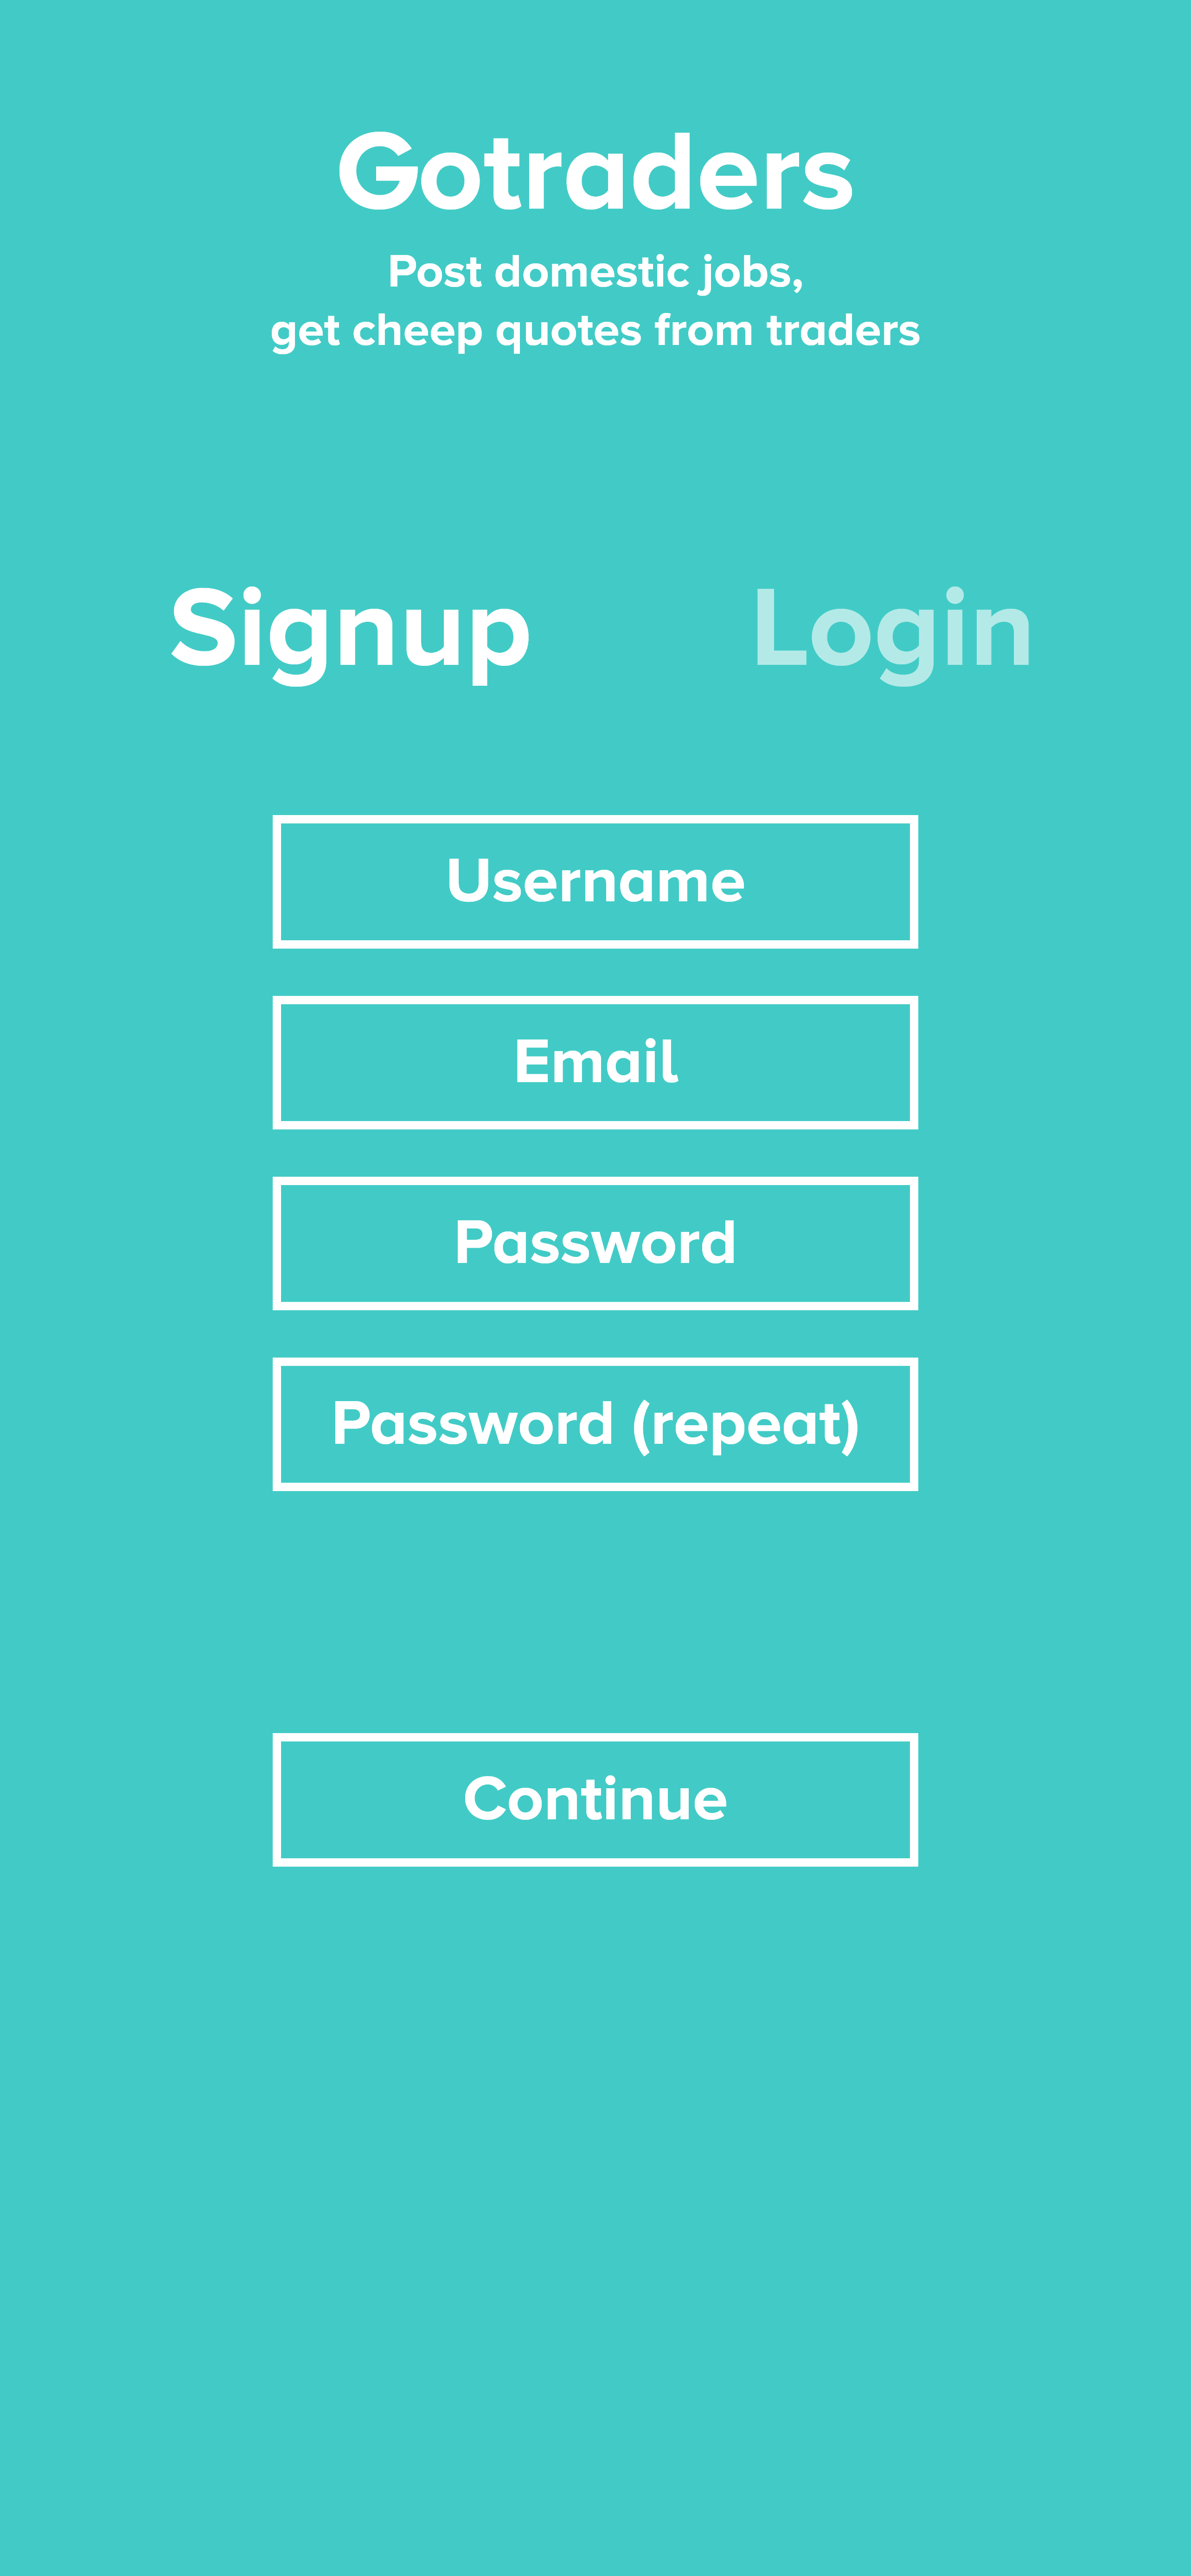 Gotraders
Post domestic jobs,
get cheep quotes from traders
Signup Login
Username
Email
Password
Password (repeat)
Continue